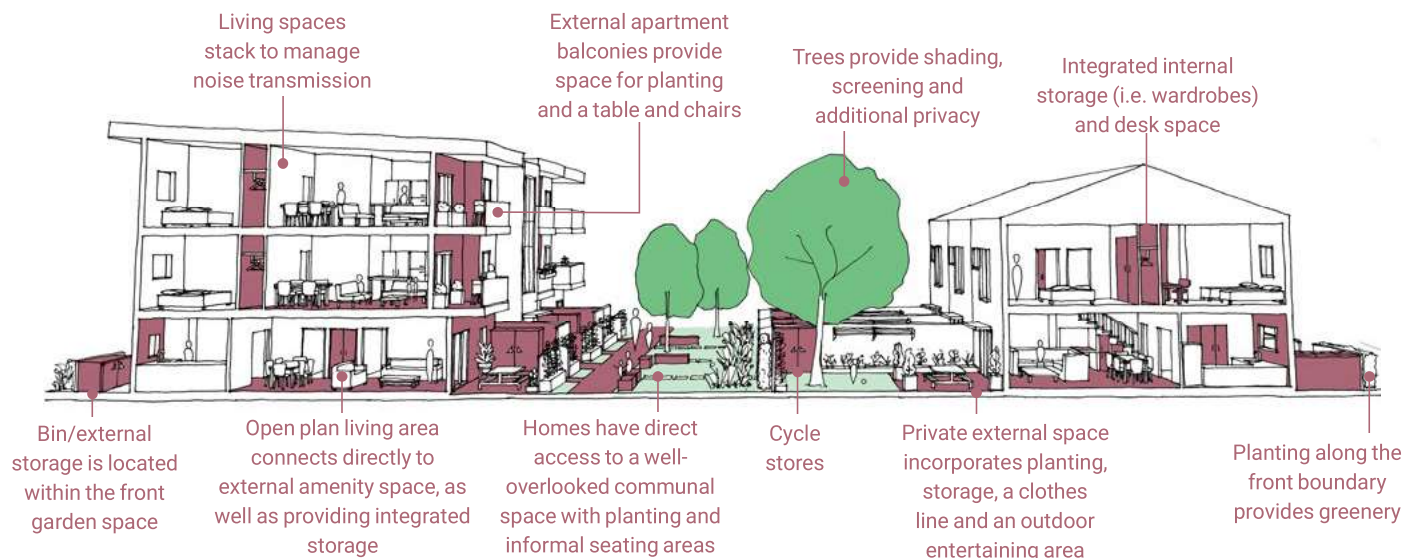 Living spaces
stack to manage
noise transmission
External apartment
balconies provide
space for planting
and a table and chairs
Trees provide shading,
screening and
additional privacy
Integrated internal
storage (i.e. wardrobes)
and desk space
Bin/external
storage is located
within the front
garden space
Open plan living area
connects directly to
external amenity space, as
well as providing integrated
storage
Homes have direct
access to a well-
overlooked communal
space with planting and
informal seating areas
Cycle
stores
Private external space
incorporates planting,
storage, a clothes
line and an outdoor
entertaining area
Planting along the
front boundary
provides greenery